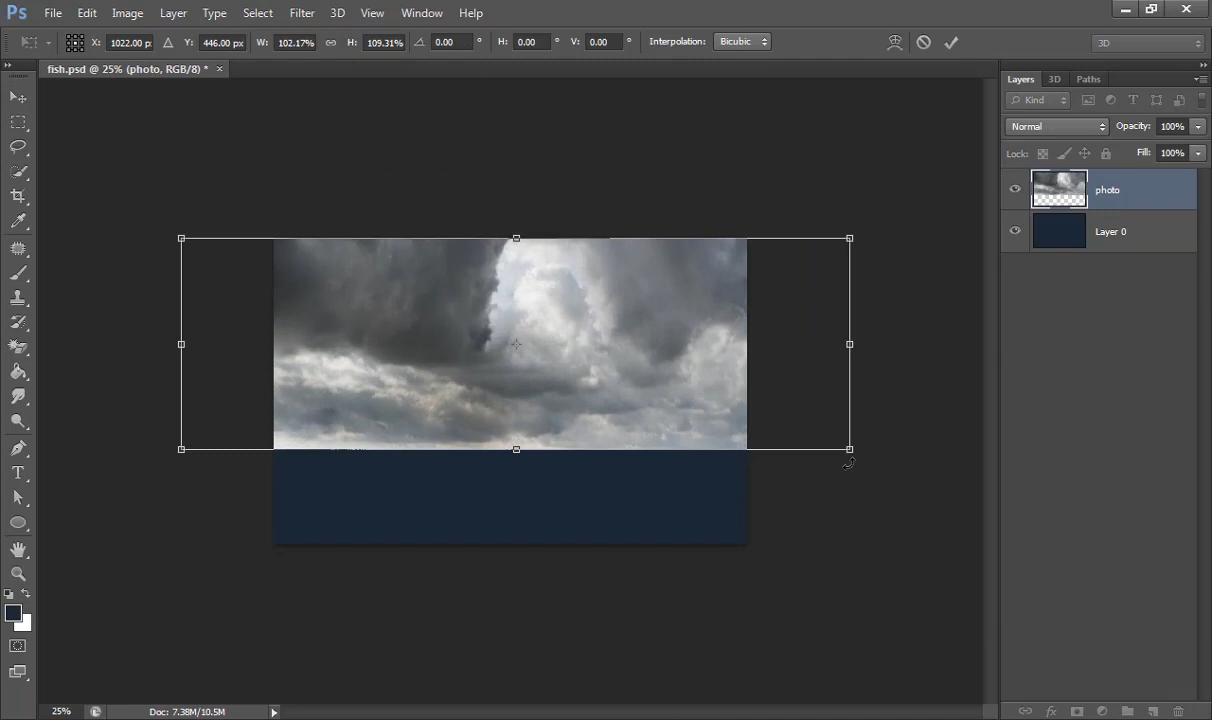 Ps File Edit Image Layer Type Select Filter 3D View Window Help
X: 1022.00 px Y: 446.00 px W: 102.17% H: 109.31% 0.00 ° H: 0.00 ° V: 0.00 ° Interpolation: Bicubic 3D
fish.psd @ 25% (photo, RGB/8) * ×
Layers 3D Paths
Kind
Normal Opacity: 100%
Lock: Fill: 100%
photo
Layer 0
25% Doc: 7.38M/10.5M